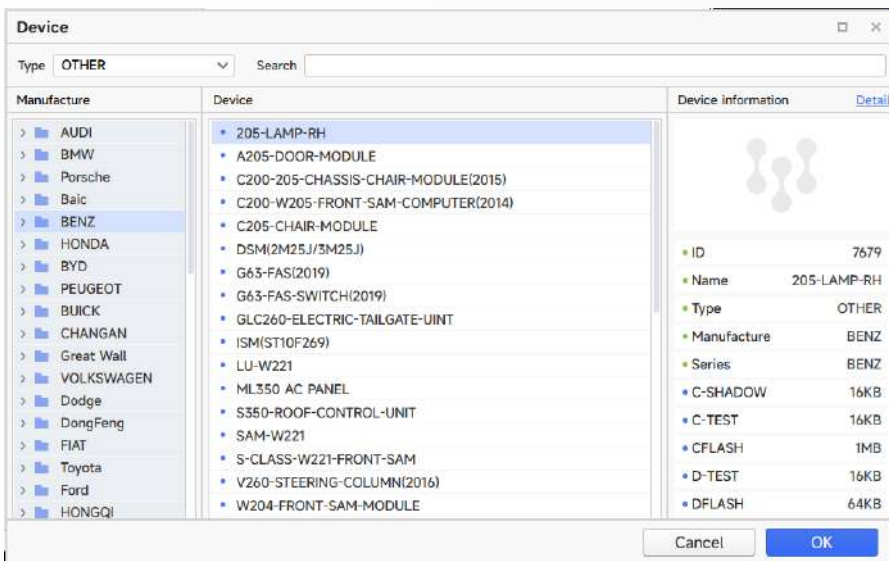 Device
Type OTHER Search
Manufacture Device Device information Detail
AUDI
BMW
Porsche
Baic
BENZ
HONDA
BYD
PEUGEOT
BUICK
CHANGAN
Great Wall
VOLKSWAGEN
Dodge
DongFeng
FIAT
Toyota
Ford
HONGQI
205-LAMP-RH
A205-DOOR-MODULE
C200-205-CHASSIS-CHAIR-MODULE(2015)
C200-W205-FRONT-SAM-COMPUTER(2014)
C205-CHAIR-MODULE
DSM(2M25J/3M25J)
G63-FAS(2019)
G63-FAS-SWITCH(2019)
GLC260-ELECTRIC-TAILGATE-UINT
ISM(ST10F269)
LU-W221
ML350 AC PANEL
S350-ROOF-CONTROL-UNIT
SAM-W221
S-CLASS-W221-FRONT-SAM
V260-STEERING-COLUMN(2016)
W204-FRONT-SAM-MODULE
ID 7679
Name 205-LAMP-RH
Type OTHER
Manufacture BENZ
Series BENZ
C-SHADOW 16KB
C-TEST 16KB
CFLASH 1MB
D-TEST 16KB
DFLASH 64KB
Cancel OK